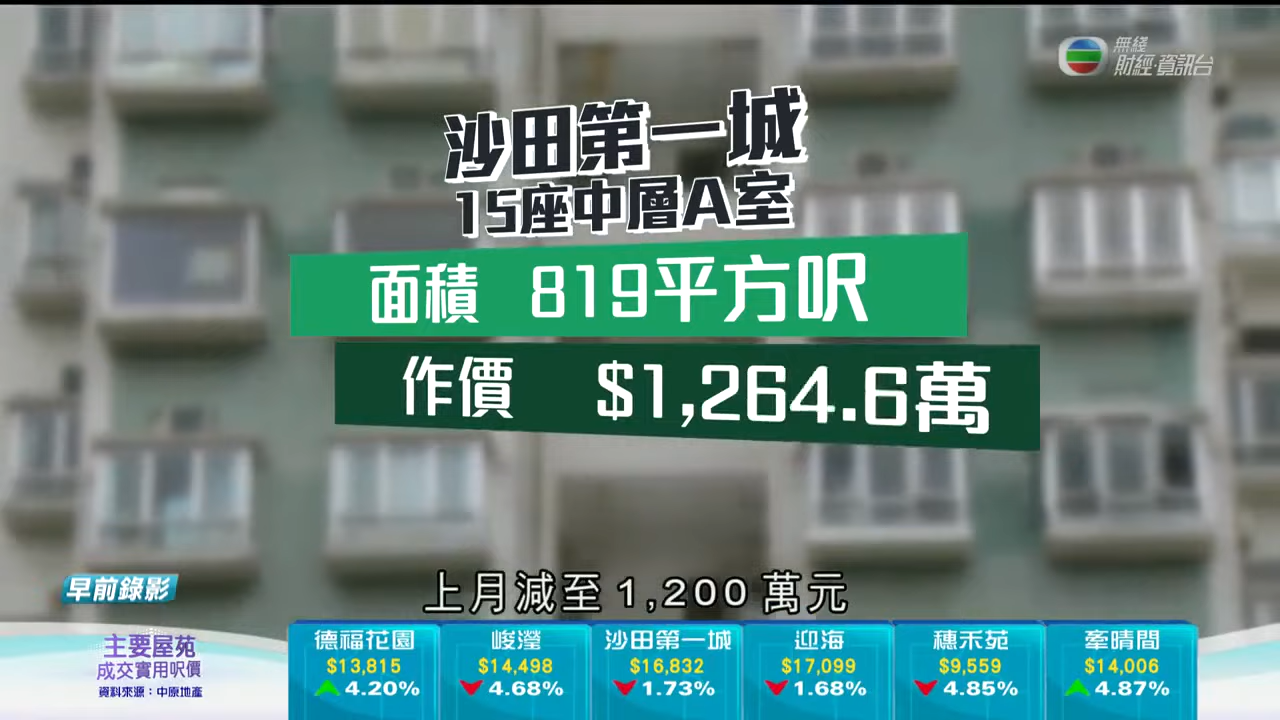 無綫
財經·資訊台
沙田第一城
15座中層A室
面積 819平方呎
作價 $1,264.6萬
早前錄影
上月減至1,200萬元
主要屋苑
成交實用呎價
資料來源：中原地產
德福花園
$13,815
4.20%
峻瀅
$14,498
4.68%
沙田第一城
$16,832
1.73%
迎海
$17,099
1.68%
穗禾苑
$9,559
4.85%
牽晴間
$14,006
4.87%